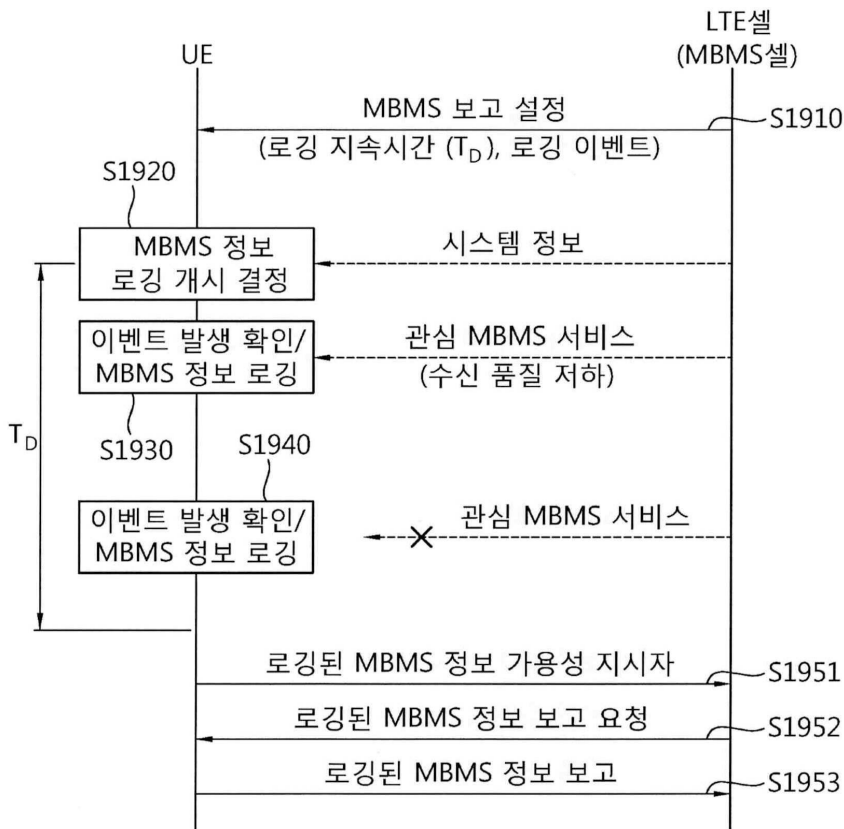 LTE셀
UE
(MBMS셀)
MBMS 보고 설정
S1910
(로깅 지속시간 (TD), 로깅 이벤트)
S1920
MBMS 정보
로깅 개시 결정
시스템 정보
이벤트 발생 확인/
MBMS 정보 로깅
관심 MBMS 서비스
(수신 품질 저하)
TD
S1930
S1940
이벤트 발생 확인/
MBMS 정보 로깅
관심 MBMS 서비스
로깅된 MBMS 정보 가용성 지시자
S1951
로깅된 MBMS 정보 보고 요청
S1952
로깅된 MBMS 정보 보고
S1953